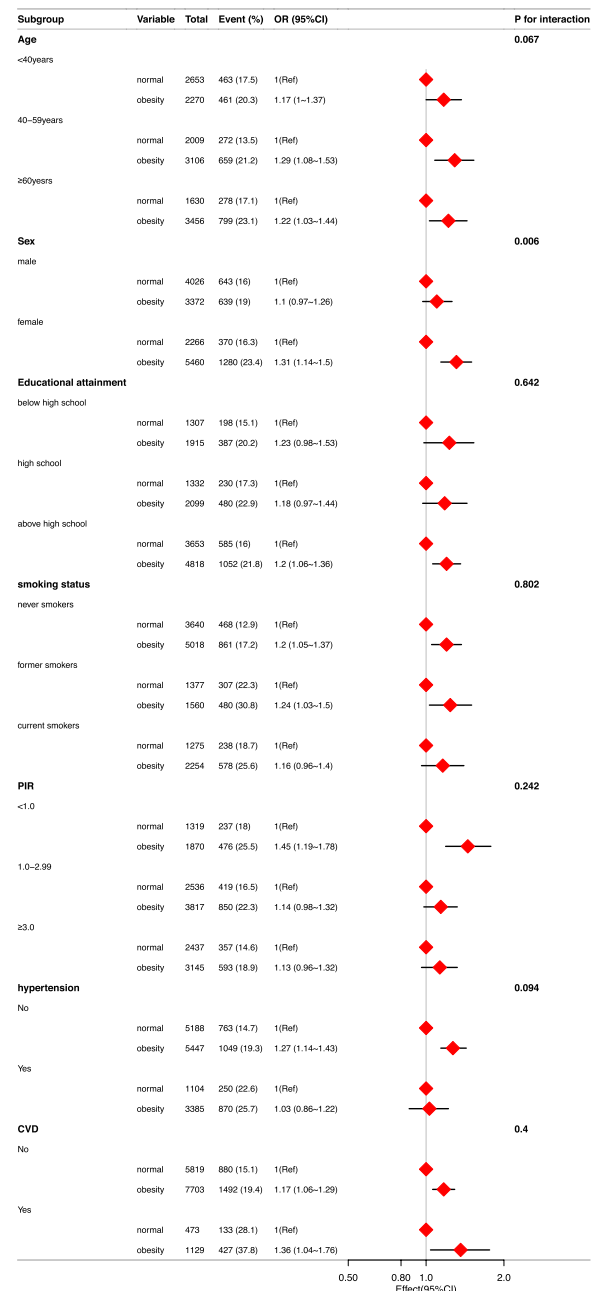 Subgroup Variable Total Event (%) OR (95%CI) P for interaction
Age 0.067
<40years
normal 2653 463 (17.5) 1(Ref)
obesity 2270 461 (20.3) 1.17 (1~1.37)
40~59years
normal 2009 272 (13.5) 1(Ref)
obesity 3106 659 (21.2) 1.29 (1.08~1.53)
≥60yesrs
normal 1630 278 (17.1) 1(Ref)
obesity 3456 799 (23.1) 1.22 (1.03~1.44)
Sex 0.006
male
normal 4026 643 (16) 1(Ref)
obesity 3372 639 (19) 1.1 (0.97~1.26)
female
normal 2266 370 (16.3) 1(Ref)
obesity 5460 1280 (23.4) 1.31 (1.14~1.5)
Educational attainment 0.642
below high school
normal 1307 198 (15.1) 1(Ref)
obesity 1915 387 (20.2) 1.23 (0.98~1.53)
high school
normal 1332 230 (17.3) 1(Ref)
obesity 2099 480 (22.9) 1.18 (0.97~1.44)
above high school
normal 3653 585 (16) 1(Ref)
obesity 4818 1052 (21.8) 1.2 (1.06~1.36)
smoking status 0.802
never smokers
normal 3640 468 (12.9) 1(Ref)
obesity 5018 861 (17.2) 1.2 (1.05~1.37)
former smokers
normal 1377 307 (22.3) 1(Ref)
obesity 1560 480 (30.8) 1.24 (1.03~1.5)
current smokers
normal 1275 238 (18.7) 1(Ref)
obesity 2254 578 (25.6) 1.16 (0.96~1.4)
PIR 0.242
<1.0
normal 1319 237 (18) 1(Ref)
obesity 1870 476 (25.5) 1.45 (1.19~1.78)
1.0~2.99
normal 2536 419 (16.5) 1(Ref)
obesity 3817 850 (22.3) 1.14 (0.98~1.32)
≥3.0
normal 2437 357 (14.6) 1(Ref)
obesity 3145 593 (18.9) 1.13 (0.96~1.32)
hypertension 0.094
No
normal 5188 763 (14.7) 1(Ref)
obesity 5447 1049 (19.3) 1.27 (1.14~1.43)
Yes
normal 1104 250 (22.6) 1(Ref)
obesity 3385 870 (25.7) 1.03 (0.86~1.22)
CVD 0.4
No
normal 5819 880 (15.1) 1(Ref)
obesity 7703 1492 (19.4) 1.17 (1.06~1.29)
Yes
normal 473 133 (28.1) 1(Ref)
obesity 1129 427 (37.8) 1.36 (1.04~1.76)
0.50 0.80 1.0 2.0
Effect(95%CI)